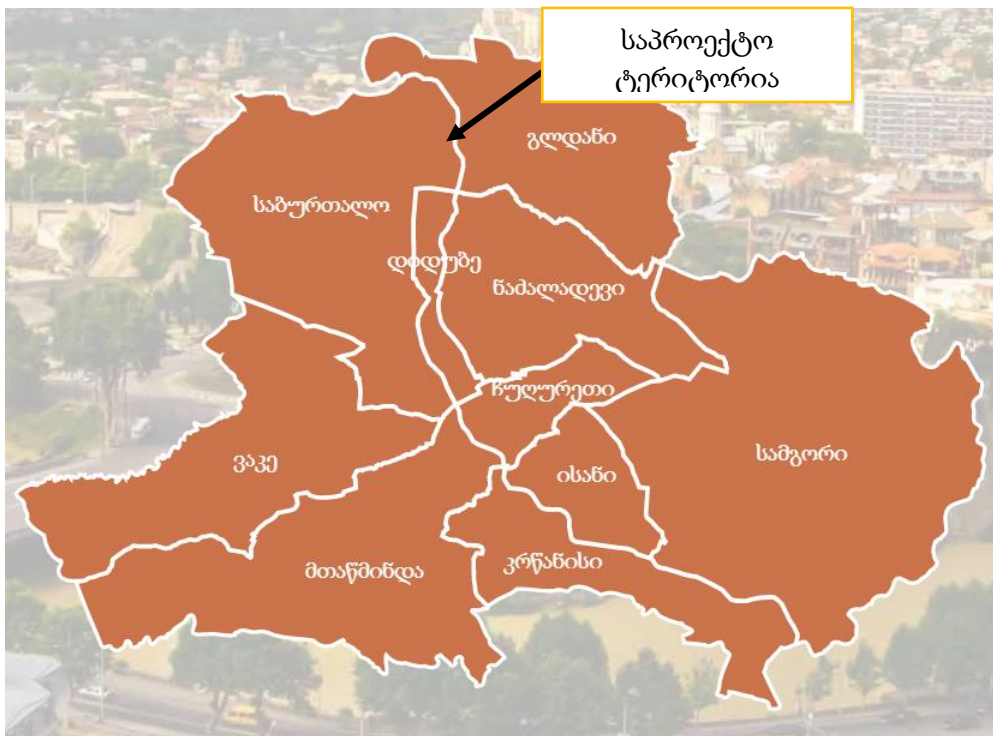 საპროექტო
ტერიტორია
გლდანი
საბურთალო
დიდუბე
ნაძალადევი
ჩუღურეთი
ვაკე
ისანი
სამგორი
მთაწმინდა
კრწანისი